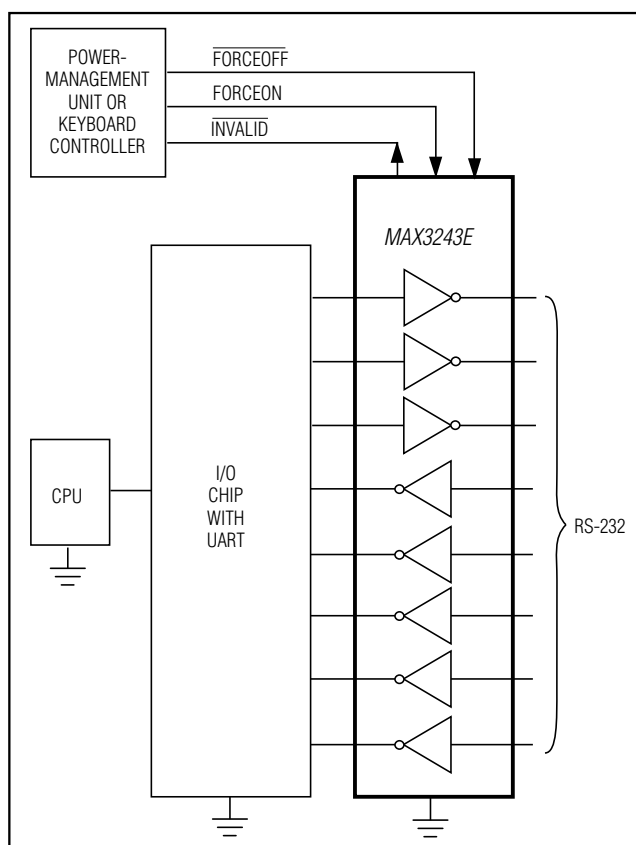 POWER-
MANAGEMENT
UNIT OR
KEYBOARD
CONTROLLER
FORCEOFF
FORCEON
INVALID
MAX3243E
CPU
I/O
CHIP
WITH
UART
RS-232